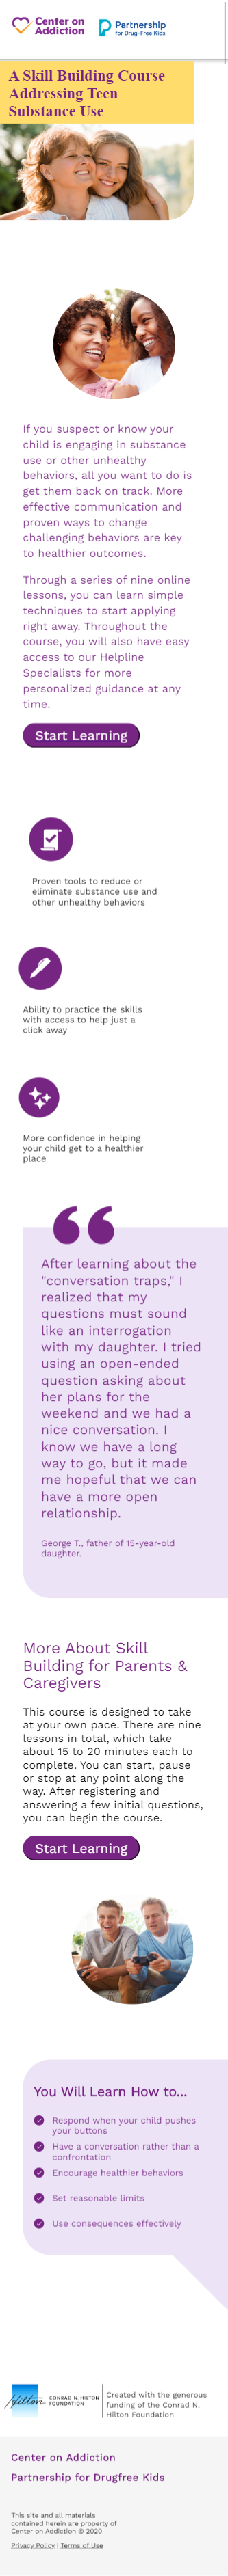 Center on
Addiction
Partnership
for Drug-Free Kids
A Skill Building Course
Addressing Teen
Substance Use
If you suspect or know your
child is engaging in substance
use or other unhealthy
behaviors, all you want to do is
get them back on track. More
effective communication and
proven ways to change
challenging behaviors are key
to healthier outcomes.
Through a series of nine online
lessons, you can learn simple
techniques to start applying
right away. Throughout the
course, you will also have easy
access to our Helpline
Specialists for more
personalized guidance at any
time.
Start Learning
Proven tools to reduce or
eliminate substance use and
other unhealthy behaviors
Ability to practice the skills
with access to help just a
click away
More confidence in helping
your child get to a healthier
place
After learning about the
"conversation traps," I
realized that my
questions must sound
like an interrogation
with my daughter. I tried
using an open-ended
question asking about
her plans for the
weekend and we had a
nice conversation. I
know we have a long
way to go, but it made
me hopeful that we can
have a more open
relationship.
George T., father of 15-year-old
daughter.
More About Skill
Building for Parents &
Caregivers
This course is designed to take
at your own pace. There are nine
lessons in total, which take
about 15 to 20 minutes each to
complete. You can start, pause
or stop at any point along the
way. After registering and
answering a few initial questions,
you can begin the course.
Start Learning
You Will Learn How to...
Respond when your child pushes
your buttons
Have a conversation rather than a
confrontation
Encourage healthier behaviors
Set reasonable limits
Use consequences effectively
Hilton
CONRAD N. HILTON
FOUNDATION
Created with the generous
funding of the Conrad N.
Hilton Foundation
Center on Addiction
Partnership for Drugfree Kids
This site and all materials
contained herein are property of
Center on Addiction © 2020
Privacy Policy | Terms of Use